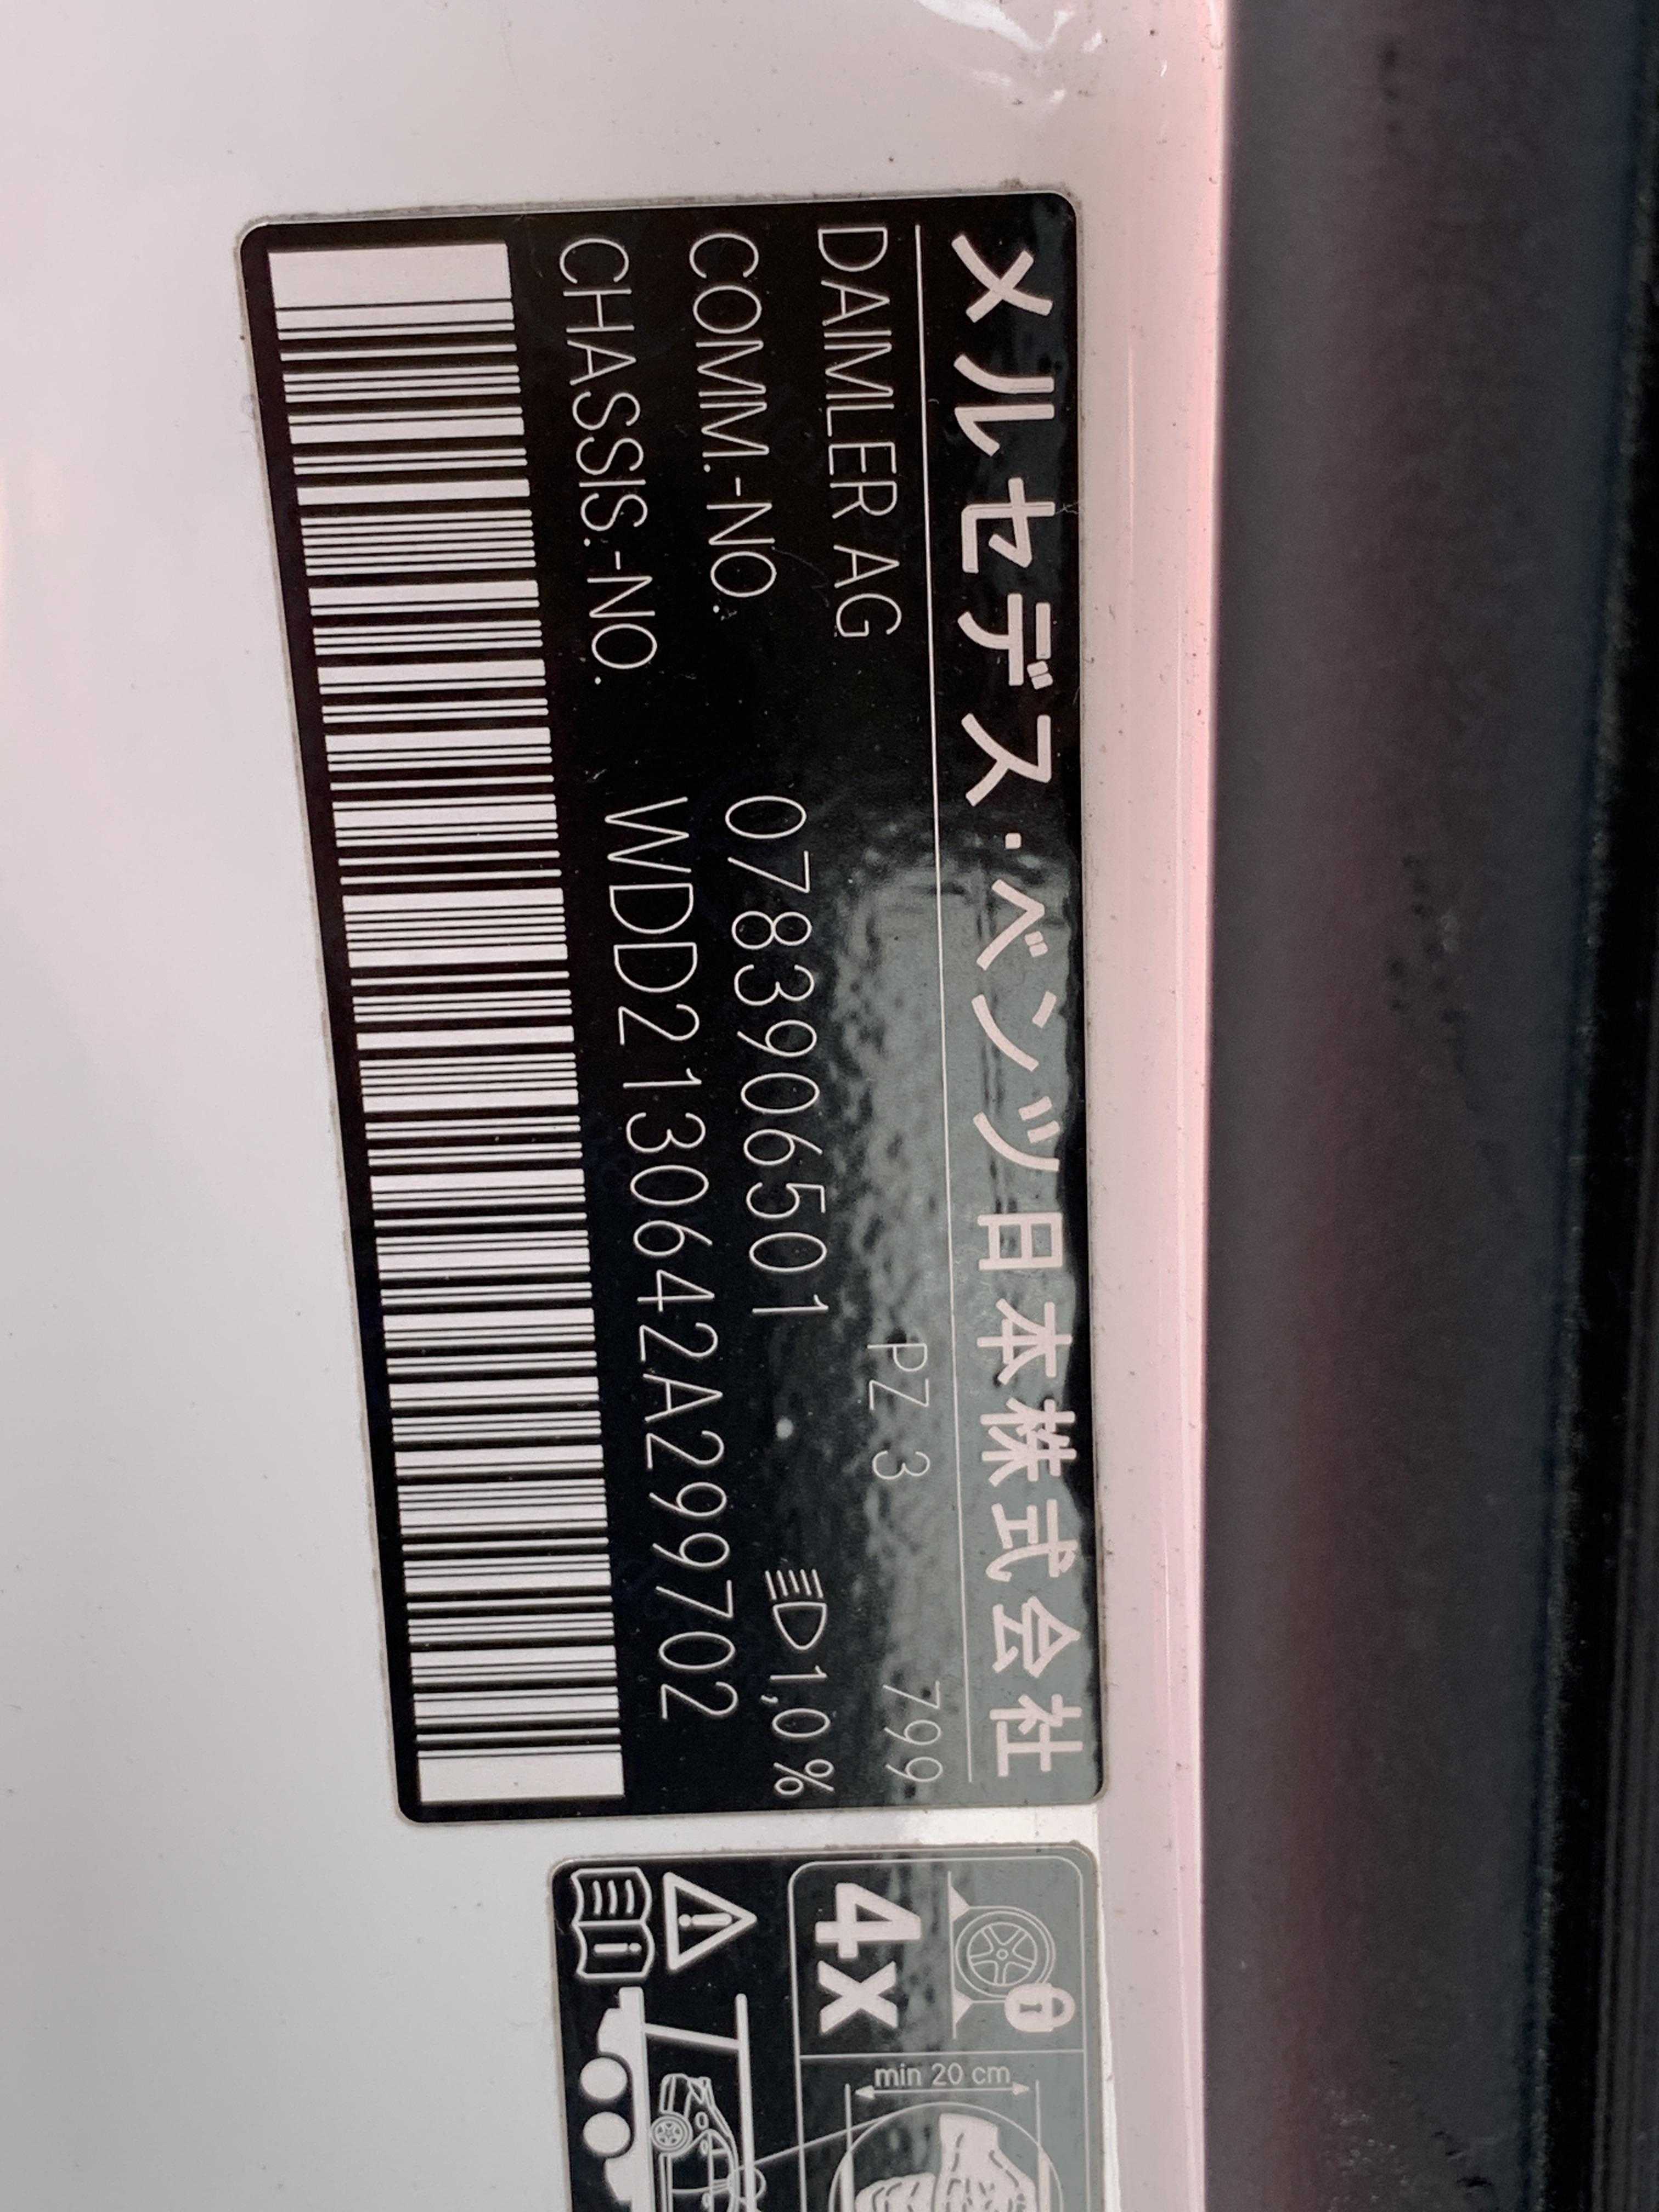 メルセデス・ベンツ日本株式会社
DAIMLER AG PZ 3 799
COMM.-NO. 0783906501 1,0 %
CHASSIS.-NO. WDD2130642A299702
4x
min 20 cm